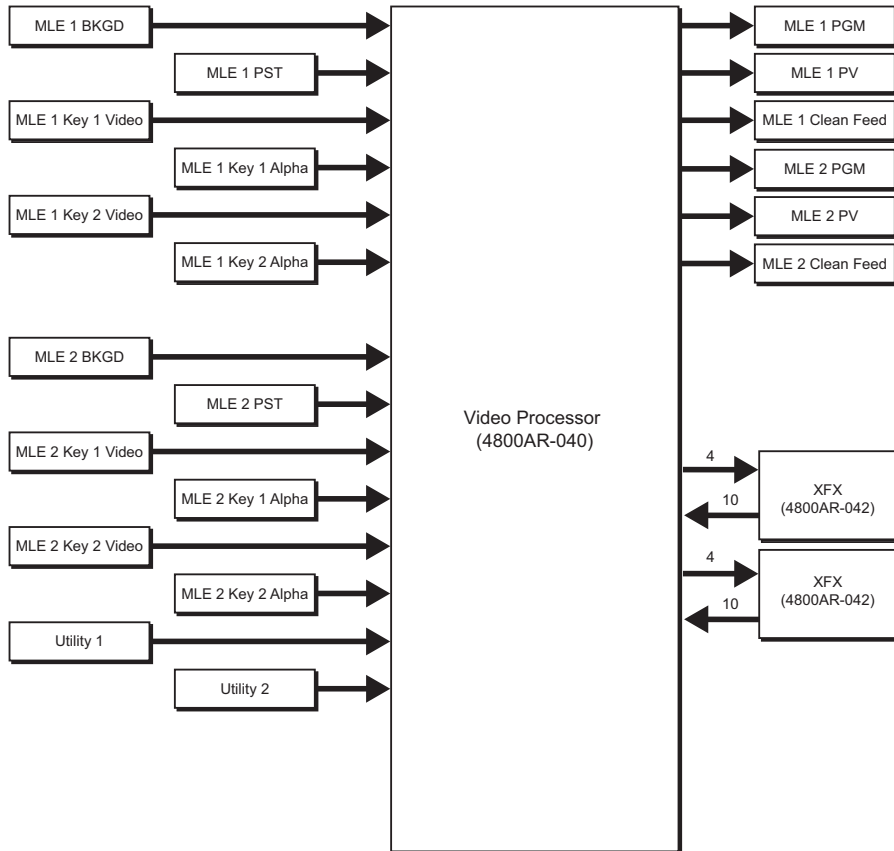 MLE 1 BKGD
MLE 1 PST
MLE 1 Key 1 Video
MLE 1 Key 1 Alpha
MLE 1 Key 2 Video
MLE 1 Key 2 Alpha
MLE 2 BKGD
MLE 2 PST
MLE 2 Key 1 Video
MLE 2 Key 1 Alpha
MLE 2 Key 2 Video
MLE 2 Key 2 Alpha
Utility 1
Utility 2
Video Processor
(4800AR-040)
MLE 1 PGM
MLE 1 PV
MLE 1 Clean Feed
MLE 2 PGM
MLE 2 PV
MLE 2 Clean Feed
4
10
XFX
(4800AR-042)
4
10
XFX
(4800AR-042)